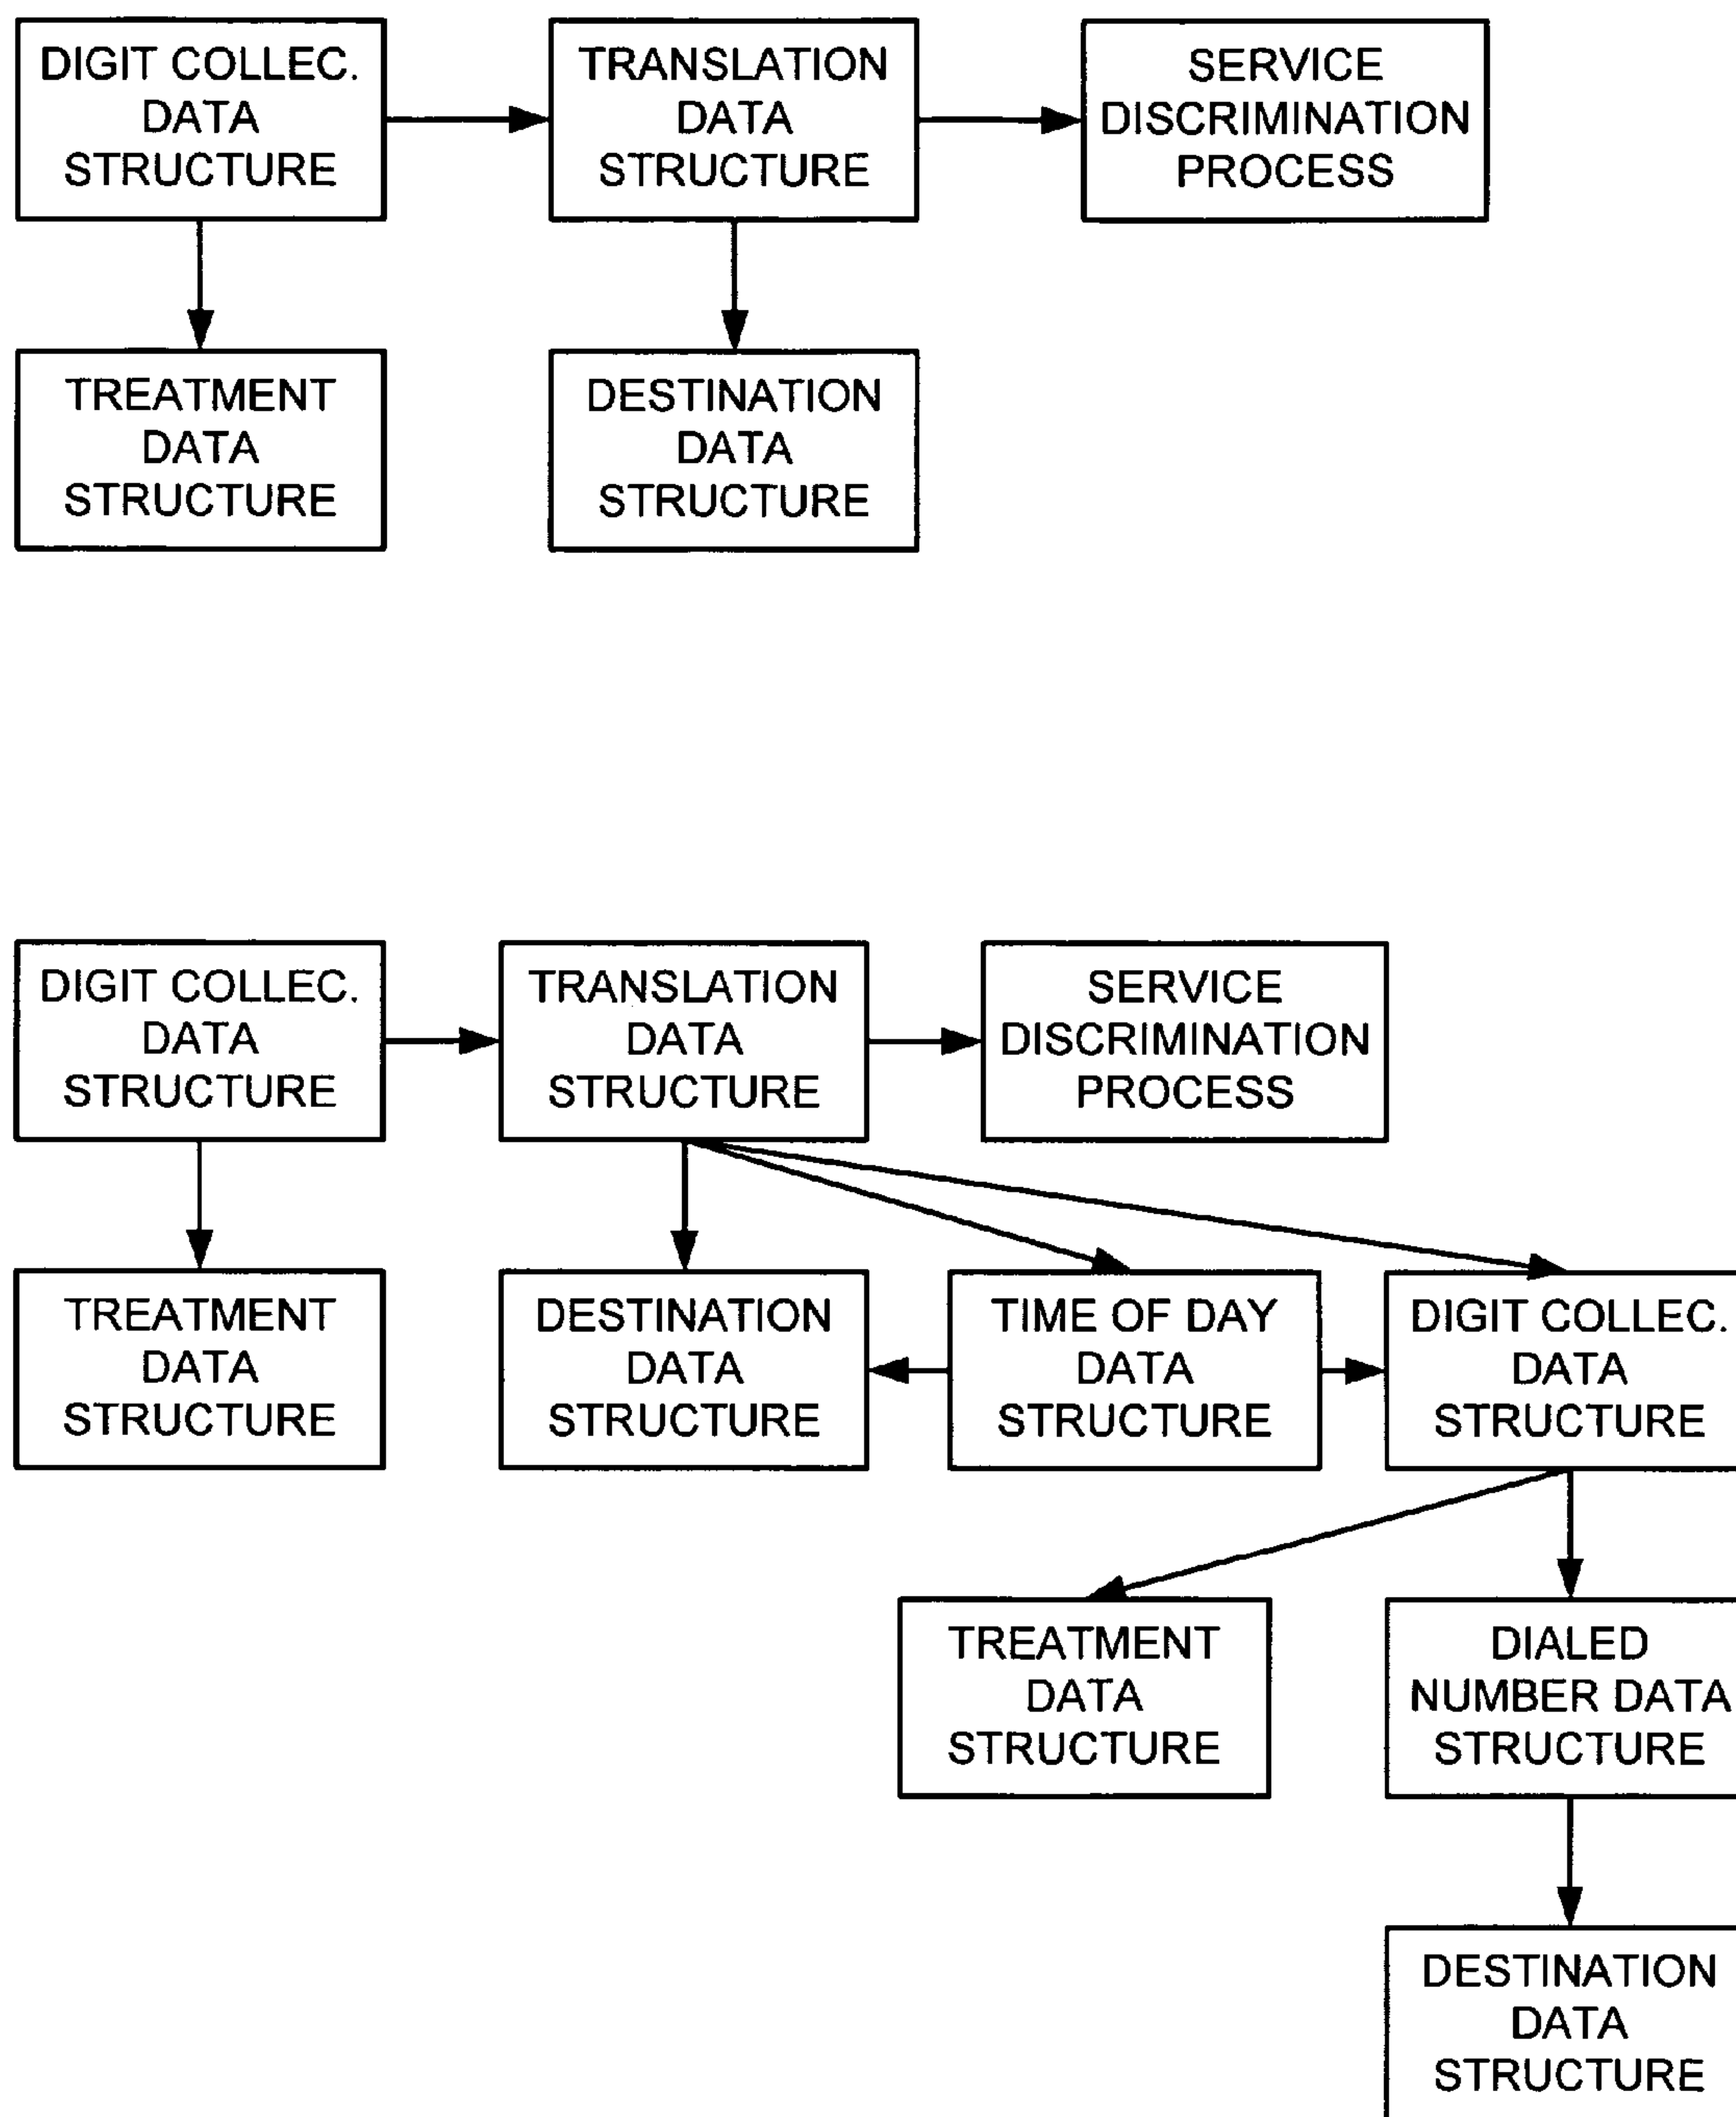 DIGIT COLLEC.
DATA
STRUCTURE
TRANSLATION
DATA
STRUCTURE
SERVICE
DISCRIMINATION
PROCESS
TREATMENT
DATA
STRUCTURE
DESTINATION
DATA
STRUCTURE
DIGIT COLLEC.
DATA
STRUCTURE
TRANSLATION
DATA
STRUCTURE
SERVICE
DISCRIMINATION
PROCESS
TREATMENT
DATA
STRUCTURE
DESTINATION
DATA
STRUCTURE
TIME OF DAY
DATA
STRUCTURE
DIGIT COLLEC.
DATA
STRUCTURE
TREATMENT
DATA
STRUCTURE
DIALED
NUMBER DATA
STRUCTURE
DESTINATION
DATA
STRUCTURE